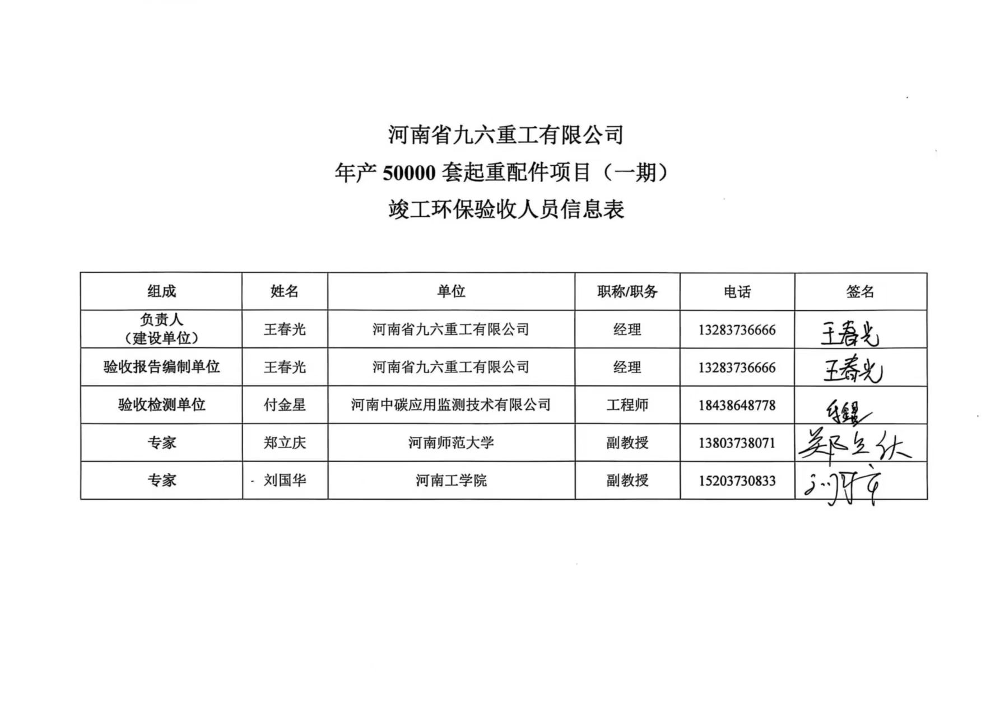 河南省九六重工有限公司
年产 50000 套起重配件项目（一期）
竣工环保验收人员信息表
组成 姓名 单位 职称/职务 电话 签名
负责人
（建设单位） 王春光 河南省九六重工有限公司 经理 13283736666 王春光
验收报告编制单位 王春光 河南省九六重工有限公司 经理 13283736666 王春光
验收检测单位 付金星 河南中碳应用监测技术有限公司 工程师 18438648778
专家 郑立庆 河南师范大学 副教授 13803738071 郑立庆
专家 刘国华 河南工学院 副教授 15203730833